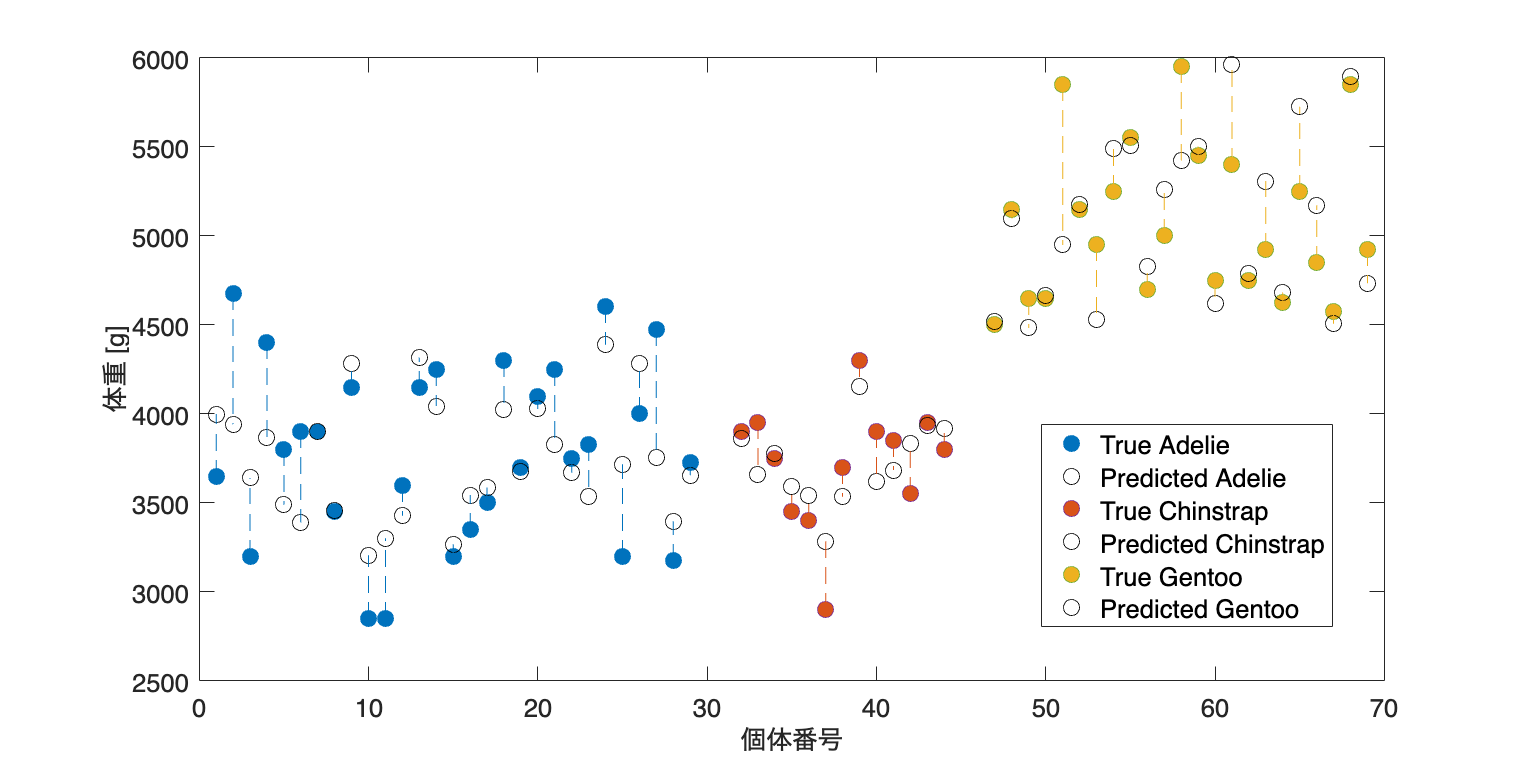 6000
5500
5000
4500
4000
3500
3000
2500
体重 [g]
0 10 20 30 40 50 60 70
個体番号
True Adelie
Predicted Adelie
True Chinstrap
Predicted Chinstrap
True Gentoo
Predicted Gentoo